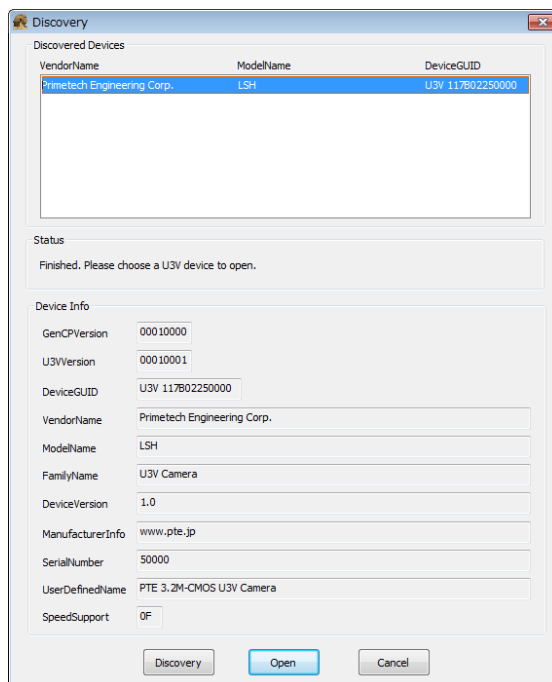 Discovery
Discovered Devices
VendorName ModelName DeviceGUID
Primetech Engineering Corp. LSH U3V 117B02250000
Status
Finished. Please choose a U3V device to open.
Device Info
GenCPVersion 00010000
U3VVersion 00010001
DeviceGUID U3V 117B02250000
VendorName Primetech Engineering Corp.
ModelName LSH
FamilyName U3V Camera
DeviceVersion 1.0
ManufacturerInfo www.pte.jp
SerialNumber 50000
UserDefinedName PTE 3.2M-CMOS U3V Camera
SpeedSupport 0F
Discovery Open Cancel